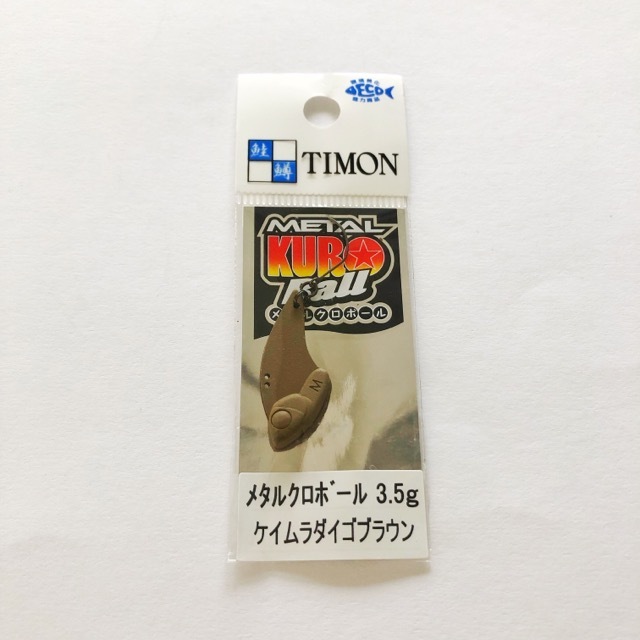 ECO
鮭 TIMON
鱒
METAL
KURO
Ball
メタルクロボール
M
メタルクロボール 3.5g
ケイムラダイゴブラウン